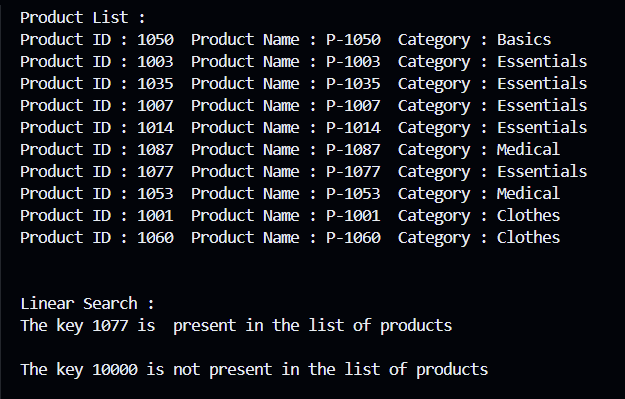 Product List :
Product ID : 1050  Product Name : P-1050  Category : Basics
Product ID : 1003  Product Name : P-1003  Category : Essentials
Product ID : 1035  Product Name : P-1035  Category : Essentials
Product ID : 1007  Product Name : P-1007  Category : Essentials
Product ID : 1014  Product Name : P-1014  Category : Essentials
Product ID : 1087  Product Name : P-1087  Category : Medical
Product ID : 1077  Product Name : P-1077  Category : Essentials
Product ID : 1053  Product Name : P-1053  Category : Medical
Product ID : 1001  Product Name : P-1001  Category : Clothes
Product ID : 1060  Product Name : P-1060  Category : Clothes
Linear Search :
The key 1077 is  present in the list of products
The key 10000 is not present in the list of products